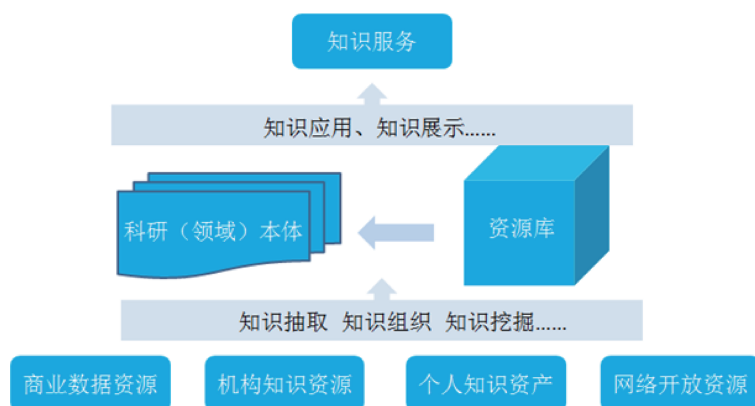 知识服务
知识应用、知识展示……
科研（领域）本体
资源库
知识抽取 知识组织 知识挖掘……
商业数据资源
机构知识资源
个人知识资产
网络开放资源